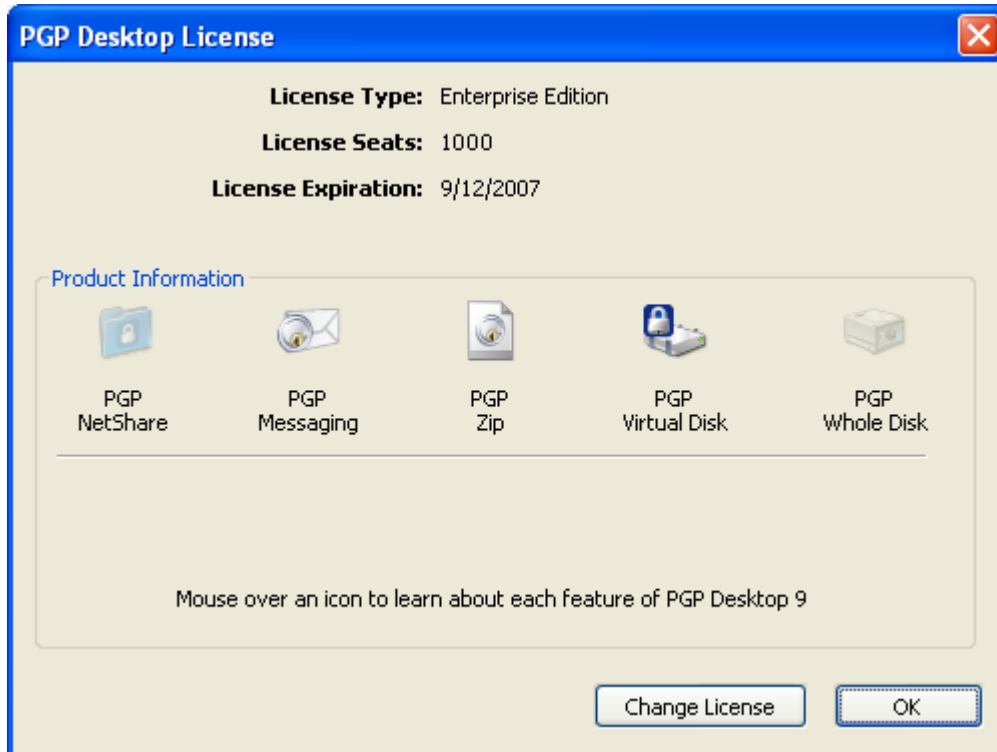 PGP Desktop License
License Type: Enterprise Edition
License Seats: 1000
License Expiration: 9/12/2007
Product Information
PGP NetShare
PGP Messaging
PGP Zip
PGP Virtual Disk
PGP Whole Disk
Mouse over an icon to learn about each feature of PGP Desktop 9
Change License
OK